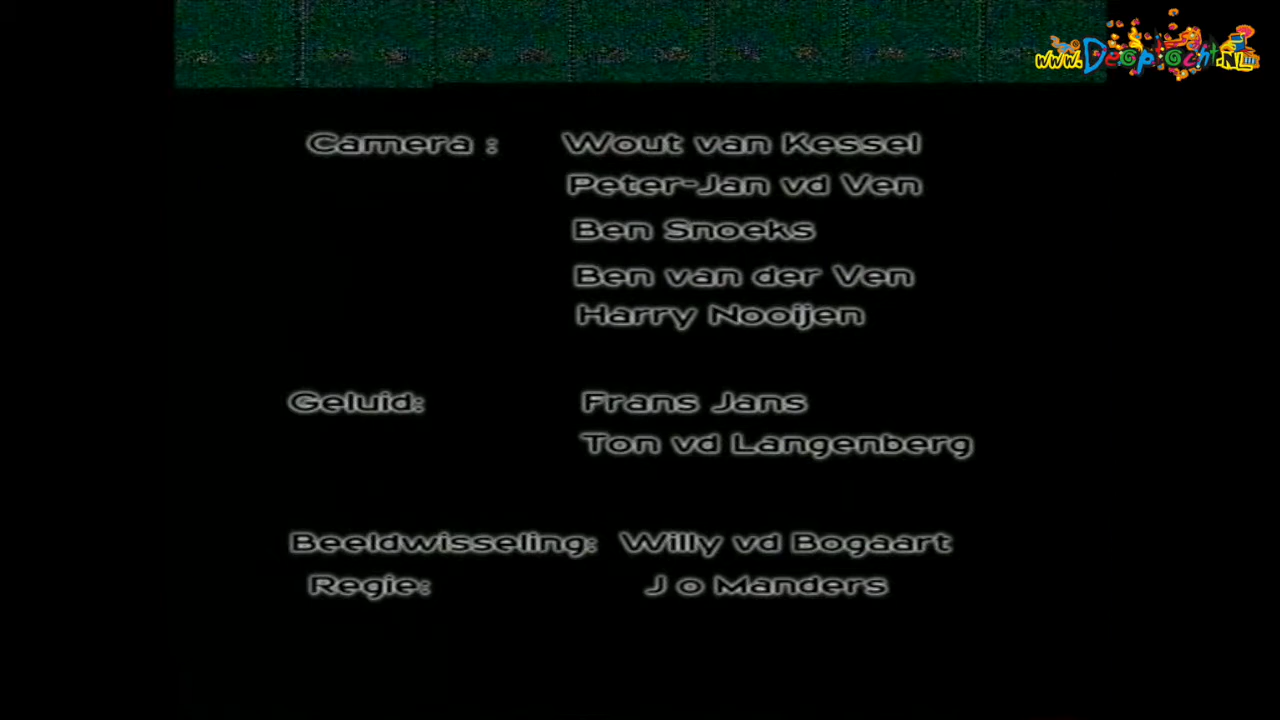 www.Deoptocht.NL
Camera : Wout van Kessel
Peter-Jan vd Ven
Ben Snoeks
Ben van der Ven
Harry Nooijen
Geluid: Frans Jans
Ton vd Langenberg
Beeldwisseling: Willy vd Bogaart
Regie: J o Manders